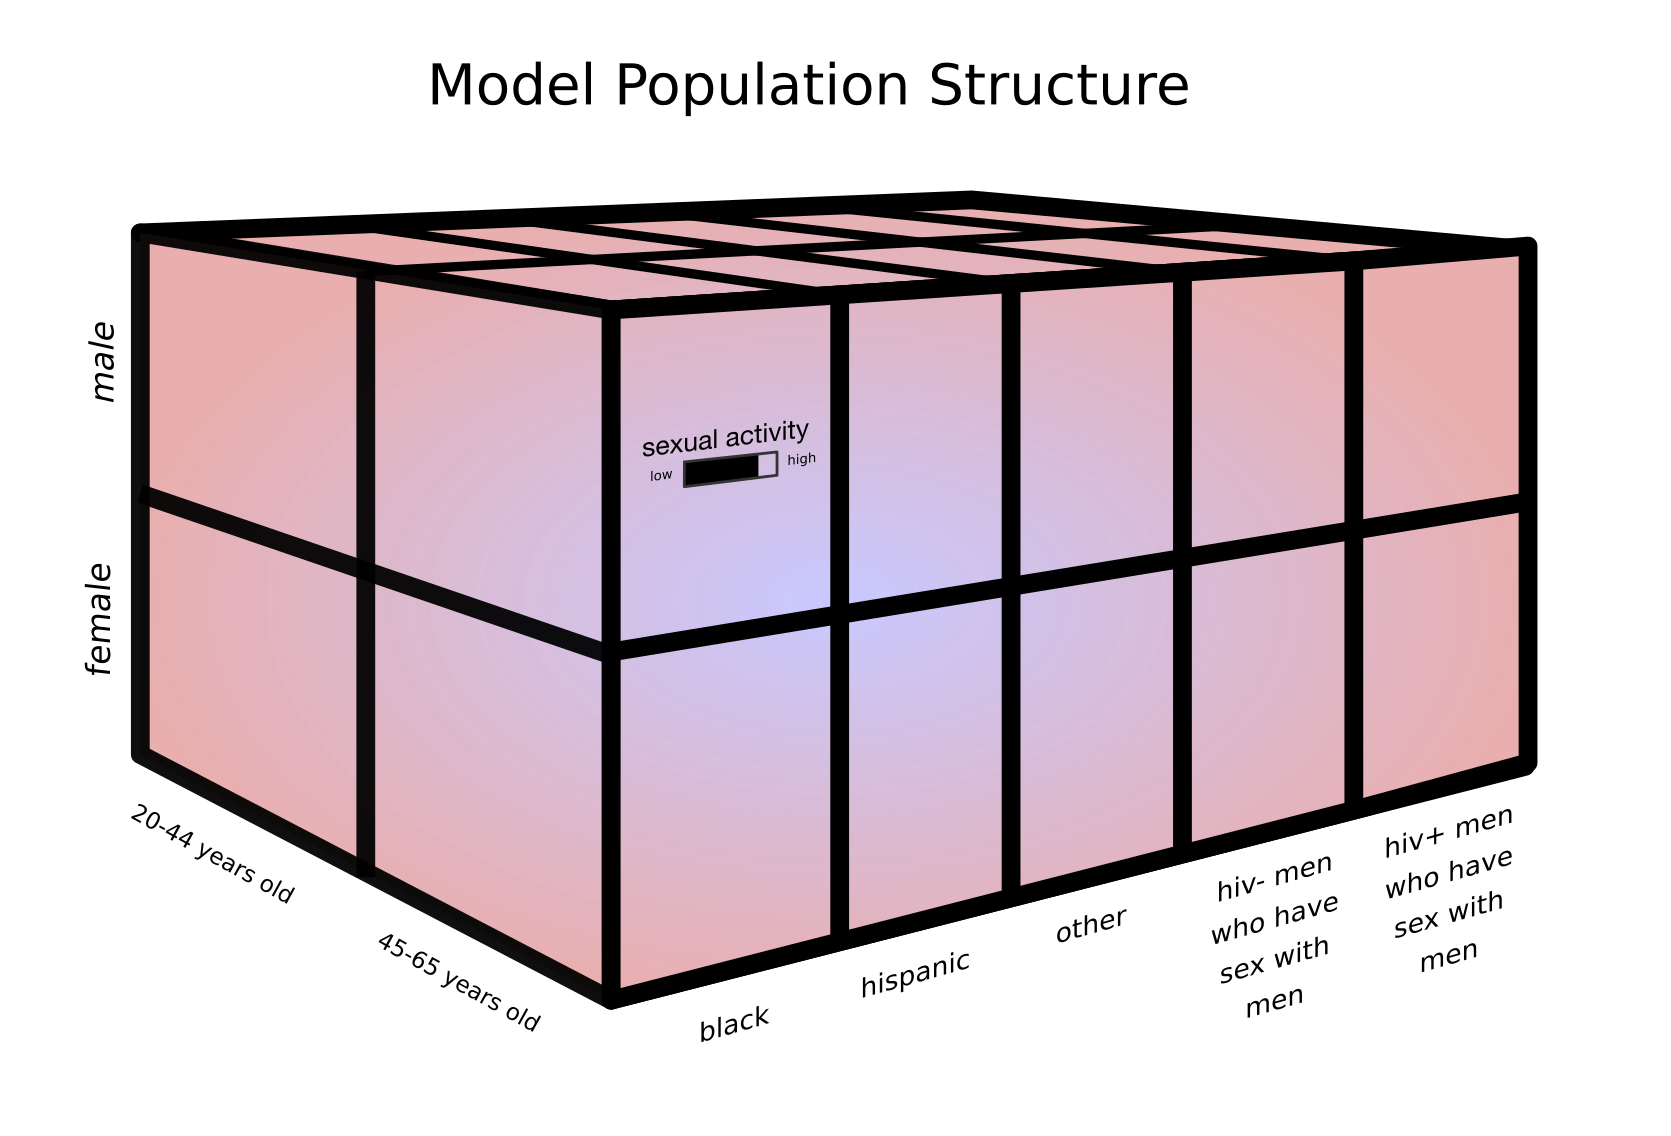 Model Population Structure
male
female
sexual activity
low
high
20-44 years old
45-65 years old
black
hispanic
other
hiv- men
who have
sex with
men
hiv+ men
who have
sex with
men